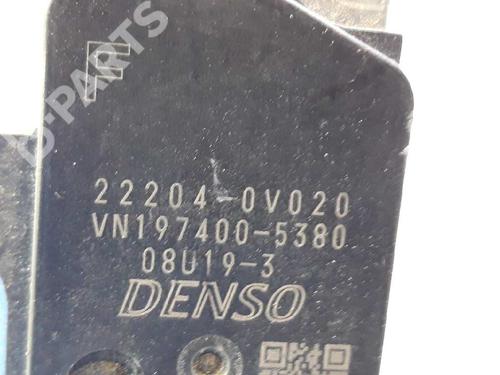 F
D-PARTS
22204-0V020
VN197400-5380
08U19-3
DENSO